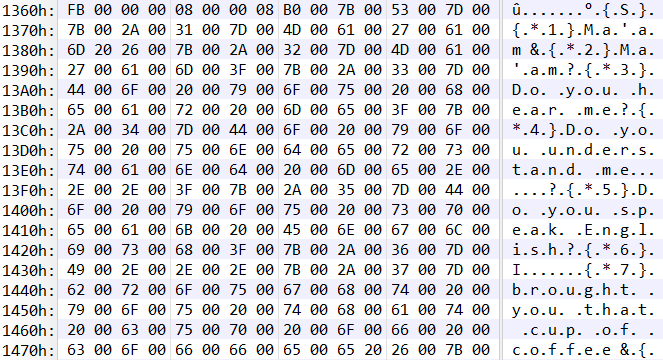 1360h: FB 00 00 00 08 00 00 08 B0 00 7B 00 53 00 7D 00 û.......°.{.S.}.
1370h: 7B 00 2A 00 31 00 7D 00 4D 00 61 00 27 00 61 00 {.*.1.}.M.a.'.a.
1380h: 6D 20 26 00 7B 00 2A 00 32 00 7D 00 4D 00 61 00 m &.{.*.2.}.M.a.
1390h: 27 00 61 00 6D 00 3F 00 7B 00 2A 00 33 00 7D 00 '.a.m.?.{.*.3.}.
13A0h: 44 00 6F 00 20 00 79 00 6F 00 75 00 20 00 68 00 D.o. .y.o.u. .h.
13B0h: 65 00 61 00 72 00 20 00 6D 00 65 00 3F 00 7B 00 e.a.r. .m.e.?.{.
13C0h: 2A 00 34 00 7D 00 44 00 6F 00 20 00 79 00 6F 00 *.4.}.D.o. .y.o.
13D0h: 75 00 20 00 75 00 6E 00 64 00 65 00 72 00 73 00 u. .u.n.d.e.r.s.
13E0h: 74 00 61 00 6E 00 64 00 20 00 6D 00 65 00 2E 00 t.a.n.d. .m.e...
13F0h: 2E 00 2E 00 3F 00 7B 00 2A 00 35 00 7D 00 44 00 ....?.{.*.5.}.D.
1400h: 6F 00 20 00 79 00 6F 00 75 00 20 00 73 00 70 00 o. .y.o.u. .s.p.
1410h: 65 00 61 00 6B 00 20 00 45 00 6E 00 67 00 6C 00 e.a.k. .E.n.g.l.
1420h: 69 00 73 00 68 00 3F 00 7B 00 2A 00 36 00 7D 00 i.s.h.?.{.*.6.}.
1430h: 49 00 2E 00 2E 00 2E 00 7B 00 2A 00 37 00 7D 00 I.......{.*.7.}.
1440h: 62 00 72 00 6F 00 75 00 67 00 68 00 74 00 20 00 b.r.o.u.g.h.t. .
1450h: 79 00 6F 00 75 00 20 00 74 00 68 00 61 00 74 00 y.o.u. .t.h.a.t.
1460h: 20 00 63 00 75 00 70 00 20 00 6F 00 66 00 20 00  .c.u.p. .o.f. .
1470h: 63 00 6F 00 66 00 66 00 65 00 65 20 26 00 7B 00 c.o.f.f.e.e &.{.